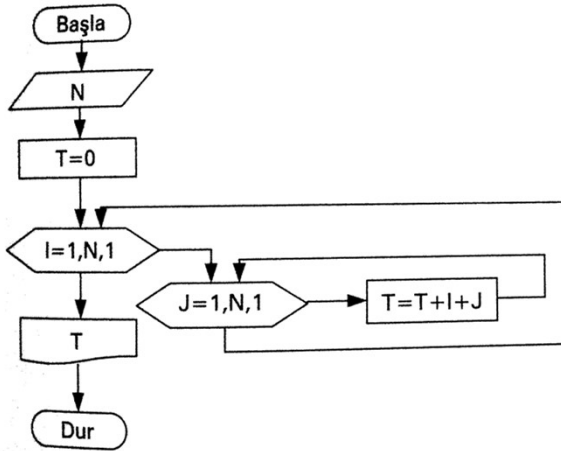 Başla
N
T=0
I=1,N,1
J=1,N,1
T=T+I+J
T
Dur